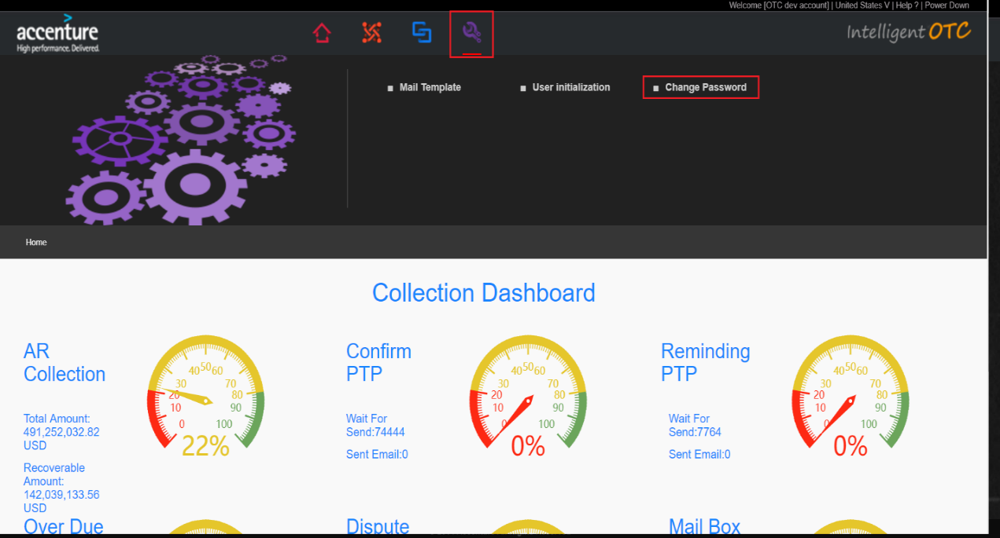 Welcome [OTC dev account] | United States V | Help ? | Power Down
accenture
High performance. Delivered.
Intelligent OTC
Mail Template
User initialization
Change Password
Home
Collection Dashboard
AR
Collection
0 10 20 30 40 50 60 70 80 90 100
22%
Total Amount:
491,252,032.82
USD
Recoverable
Amount:
142,039,133.56
USD
Confirm
PTP
0 10 20 30 40 50 60 70 80 90 100
0%
Wait For
Send:74444
Sent Email:0
Reminding
PTP
0 10 20 30 40 50 60 70 80 90 100
0%
Wait For
Send:7764
Sent Email:0
Over Due
Dispute
Mail Box